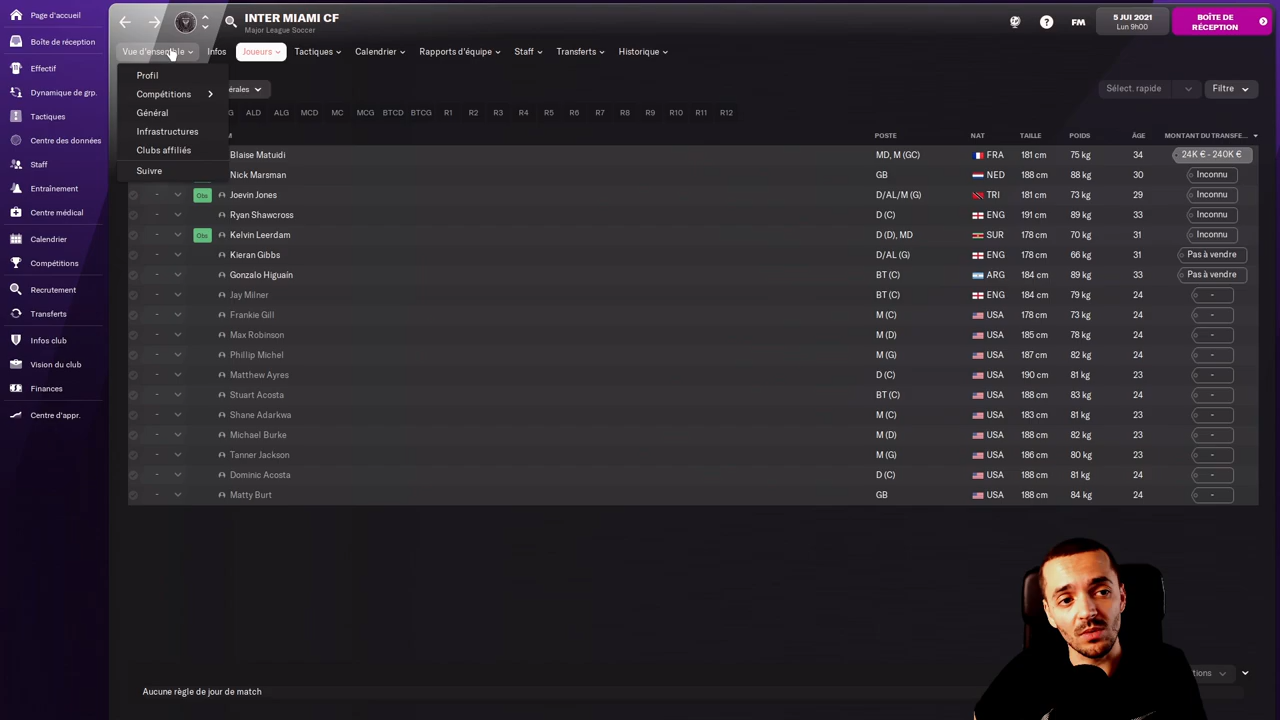 Page d'accueil
Boîte de réception
Effectif
Dynamique de grp.
Tactiques
Centre des données
Staff
Entraînement
Centre médical
Calendrier
Compétitions
Recrutement
Transferts
Infos club
Vision du club
Finances
Centre d'appr.
INTER MIAMI CF
Major League Soccer
FM
5 JUI 2021
Lun 9h00
BOÎTE DE
RÉCEPTION
Vue d'ensemble Infos Joueurs Tactiques Calendrier Rapports d'équipe Staff Transferts Historique
Profil
Compétitions
Général
Infrastructures
Clubs affiliés
Suivre
Sélect. rapide Filtre
ALD ALG MCD MC MCG BTCD BTCG R1 R2 R3 R4 R5 R6 R7 R8 R9 R10 R11 R12
POSTE NAT TAILLE POIDS ÂGE MONTANT DU TRANSFE...
Blaise Matuidi MD, M (GC) FRA 181 cm 75 kg 34 24K € - 240K €
Nick Marsman GB NED 188 cm 88 kg 30 Inconnu
- Obs Joevin Jones D/AL/M (G) TRI 181 cm 73 kg 29 Inconnu
- Ryan Shawcross D (C) ENG 191 cm 89 kg 33 Inconnu
- Obs Kelvin Leerdam D (D), MD SUR 178 cm 70 kg 31 Inconnu
- Kieran Gibbs D/AL (G) ENG 178 cm 66 kg 31 Pas à vendre
- Gonzalo Higuaín BT (C) ARG 184 cm 89 kg 33 Pas à vendre
- Jay Milner BT (C) ENG 184 cm 79 kg 24 -
- Frankie Gill M (C) USA 178 cm 73 kg 24 -
- Max Robinson M (D) USA 185 cm 78 kg 24 -
- Phillip Michel M (G) USA 187 cm 82 kg 24 -
- Matthew Ayres D (C) USA 190 cm 81 kg 23 -
- Stuart Acosta BT (C) USA 188 cm 83 kg 24 -
- Shane Adarkwa M (C) USA 183 cm 81 kg 23 -
- Michael Burke M (D) USA 188 cm 82 kg 23 -
- Tanner Jackson M (G) USA 186 cm 80 kg 23 -
- Dominic Acosta D (C) USA 188 cm 81 kg 24 -
- Matty Burt GB USA 188 cm 84 kg 24 -
Aucune règle de jour de match